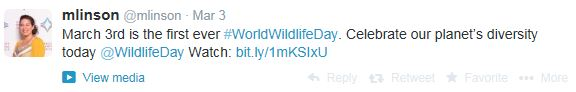 mlinson @mlinson · Mar 3
March 3rd is the first ever #WorldWildlifeDay. Celebrate our planet's diversity
today @WildlifeDay Watch: bit.ly/1mKSIxU
View media Reply Retweet Favorite ••• More